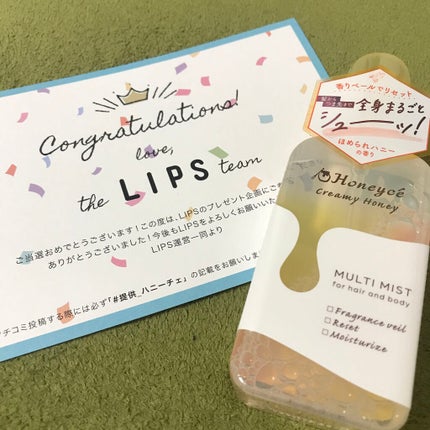 Congratulations!
love,
the LIPS team
ご当選おめでとうございます！この度は、LIPSのプレゼント企画にご
ありがとうございました！今後もLIPSをよろしくお願いいた
LIPS運営一同より
チコミ投稿する際には必ず「#提供_ハニーチェ」の記載をお願いしま
香りベールでリセット
全身まるごと
シューーッ！
ほめられハニー
の香り
Honeycé
Creamy Honey
MULTI MIST
for hair and body
Fragrance veil
Reset
Moisturize